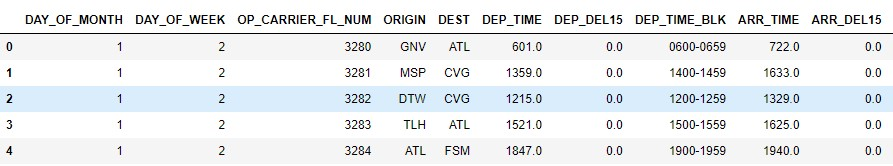 DAY_OF_MONTH DAY_OF_WEEK OP_CARRIER_FL_NUM ORIGIN DEST DEP_TIME DEP_DEL15 DEP_TIME_BLK ARR_TIME ARR_DEL15
0 1 2 3280 GNV ATL 601.0 0.0 0600-0659 722.0 0.0
1 1 2 3281 MSP CVG 1359.0 0.0 1400-1459 1633.0 0.0
2 1 2 3282 DTW CVG 1215.0 0.0 1200-1259 1329.0 0.0
3 1 2 3283 TLH ATL 1521.0 0.0 1500-1559 1625.0 0.0
4 1 2 3284 ATL FSM 1847.0 0.0 1900-1959 1940.0 0.0